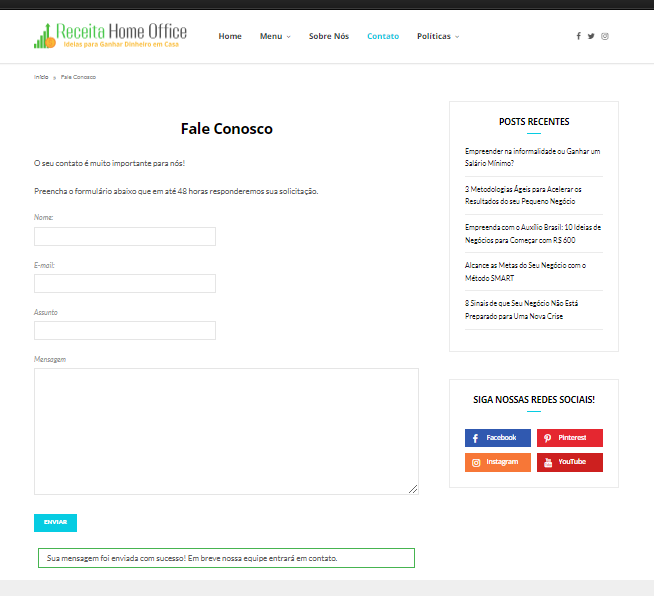 Receita Home Office
Ideias para Ganhar Dinheiro em Casa
Home Menu Sobre Nós Contato Políticas
Início » Fale Conosco
Fale Conosco
O seu contato é muito importante para nós!
Preencha o formulário abaixo que em até 48 horas responderemos sua solicitação.
Nome:
E-mail:
Assunto
Mensagem
ENVIAR
Sua mensagem foi enviada com sucesso! Em breve nossa equipe entrará em contato.
POSTS RECENTES
Empreender na informalidade ou Ganhar um
Salário Mínimo?
3 Metodologias Ágeis para Acelerar os
Resultados do seu Pequeno Negócio
Empreenda com o Auxílio Brasil: 10 Ideias de
Negócios para Começar com R$ 600
Alcance as Metas do Seu Negócio com o
Método SMART
8 Sinais de que Seu Negócio Não Está
Preparado para Uma Nova Crise
SIGA NOSSAS REDES SOCIAIS!
Facebook Pinterest
Instagram YouTube